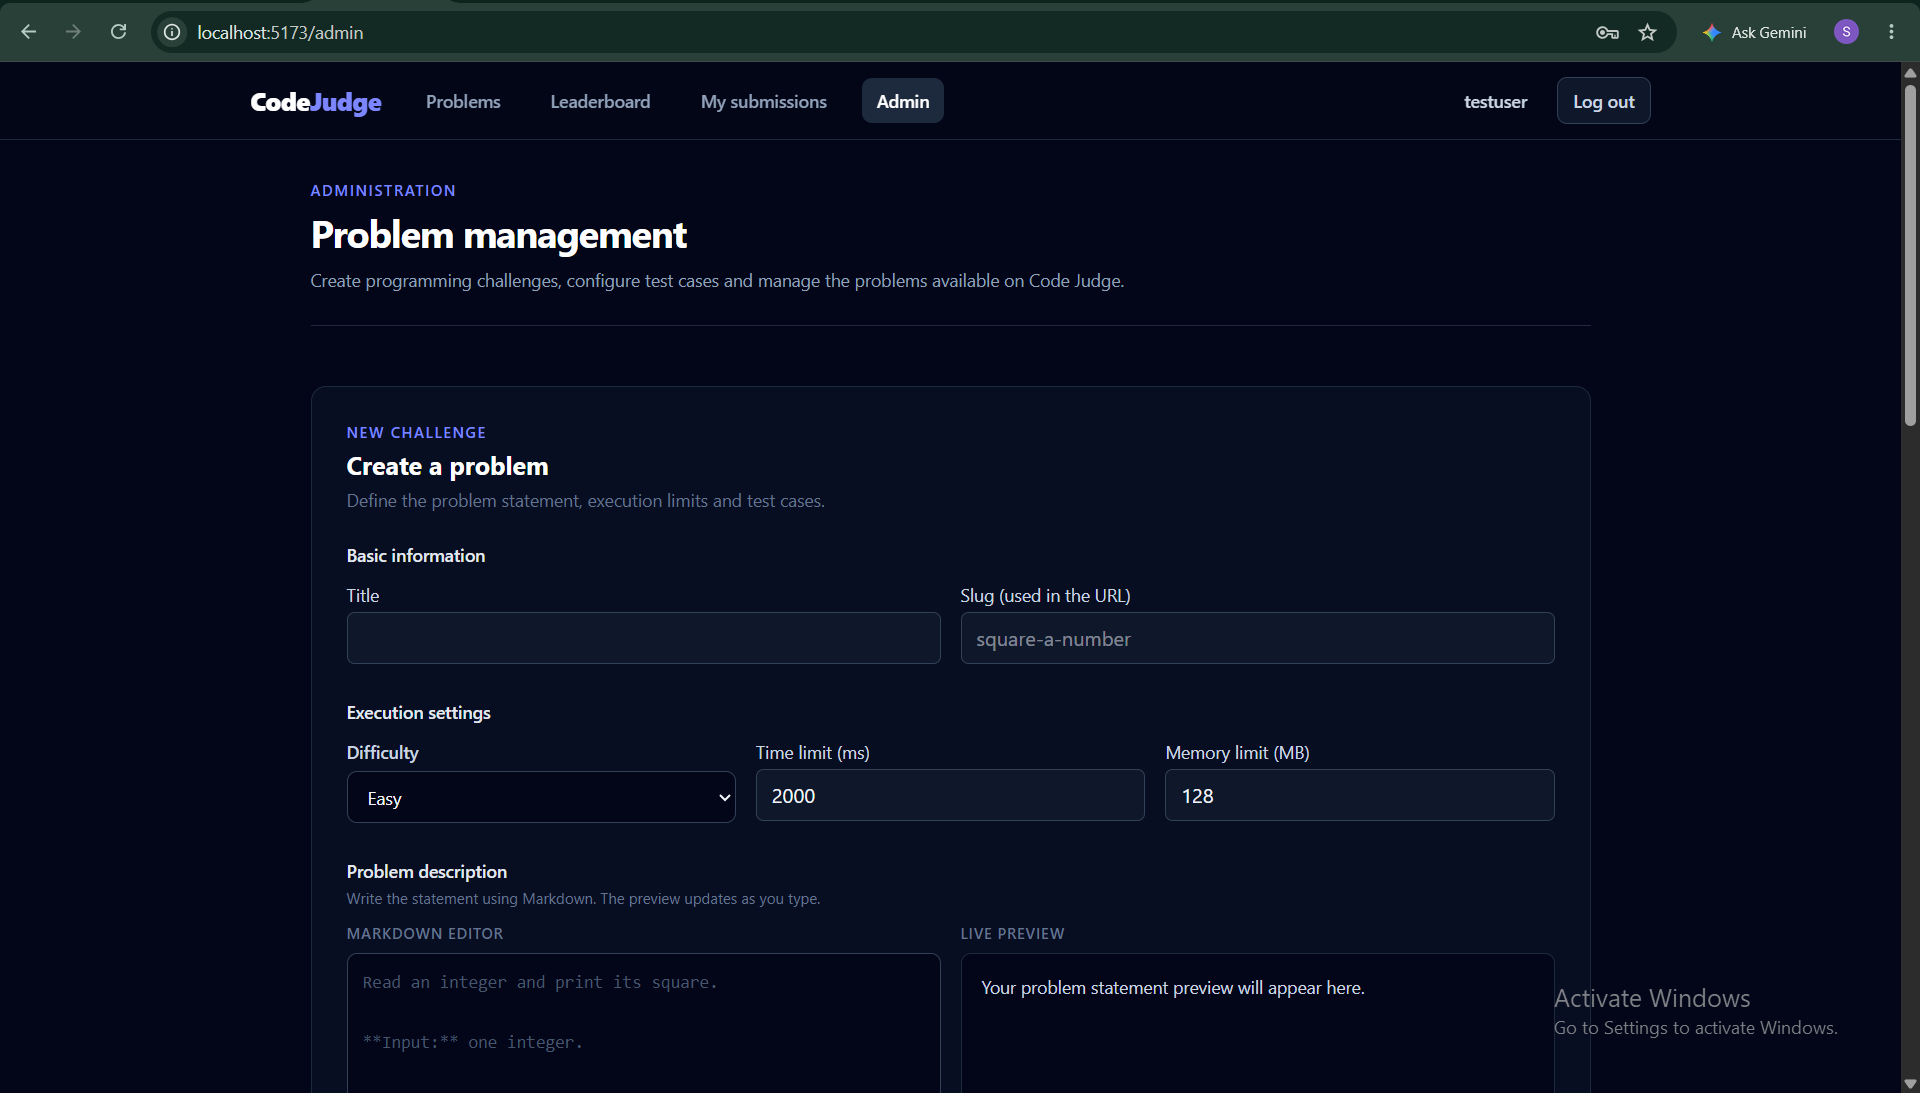 localhost:5173/admin
Ask Gemini
S
CodeJudge
Problems
Leaderboard
My submissions
Admin
testuser
Log out
ADMINISTRATION
Problem management
Create programming challenges, configure test cases and manage the problems available on Code Judge.
NEW CHALLENGE
Create a problem
Define the problem statement, execution limits and test cases.
Basic information
Title
Slug (used in the URL)
square-a-number
Execution settings
Difficulty
Time limit (ms)
Memory limit (MB)
Easy
2000
128
Problem description
Write the statement using Markdown. The preview updates as you type.
MARKDOWN EDITOR
LIVE PREVIEW
Read an integer and print its square.
**Input:** one integer.
Your problem statement preview will appear here.
Activate Windows
Go to Settings to activate Windows.